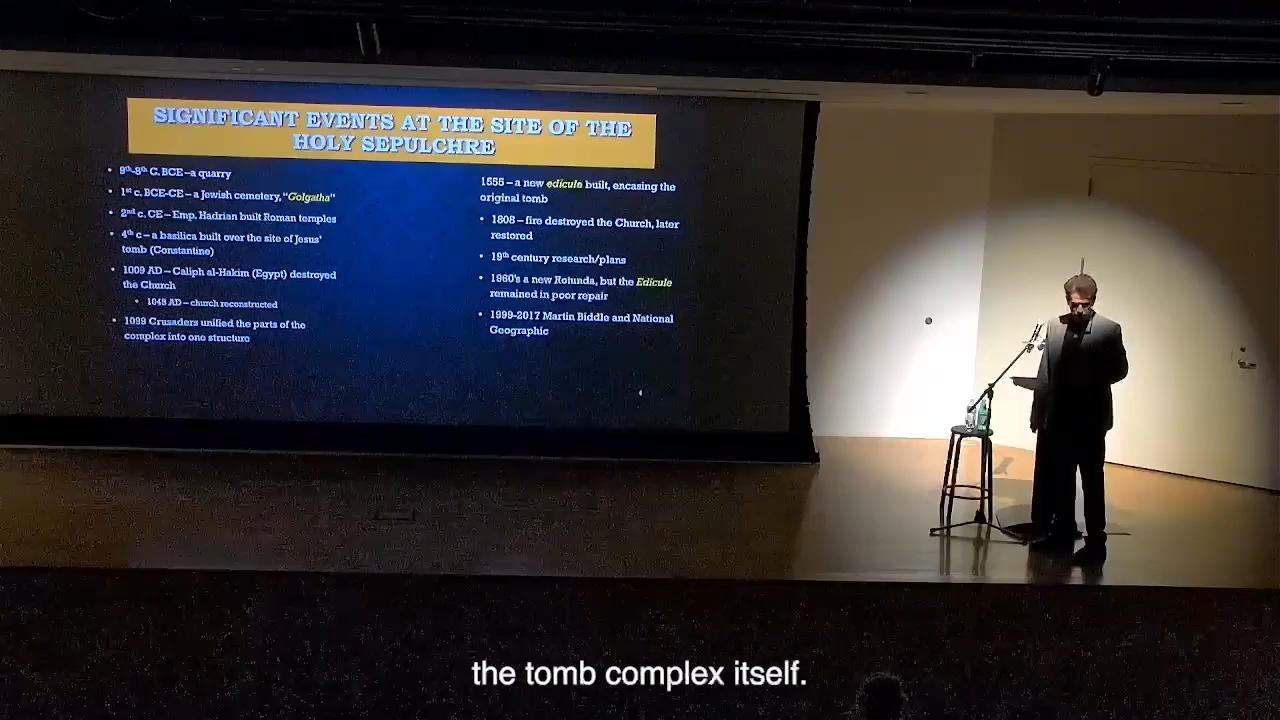 SIGNIFICANT EVENTS AT THE SITE OF THE
HOLY SEPULCHRE
• 9th-8th C. BCE–a quarry
• 1st c. BCE-CE – a Jewish cemetery, "Golgatha"
• 2nd c. CE – Emp. Hadrian built Roman temples
• 4th c – a basilica built over the site of Jesus'
tomb (Constantine)
• 1009 AD – Caliph al-Hakim (Egypt) destroyed
the Church
• 1048 AD – church reconstructed
• 1099 Crusaders unified the parts of the
complex into one structure
1555 – a new edicule built, encasing the
original tomb
• 1808 – fire destroyed the Church, later
restored
• 19th century research/plans
• 1960's a new Rotunda, but the Edicule
remained in poor repair
• 1999-2017 Martin Biddle and National
Geographic
the tomb complex itself.